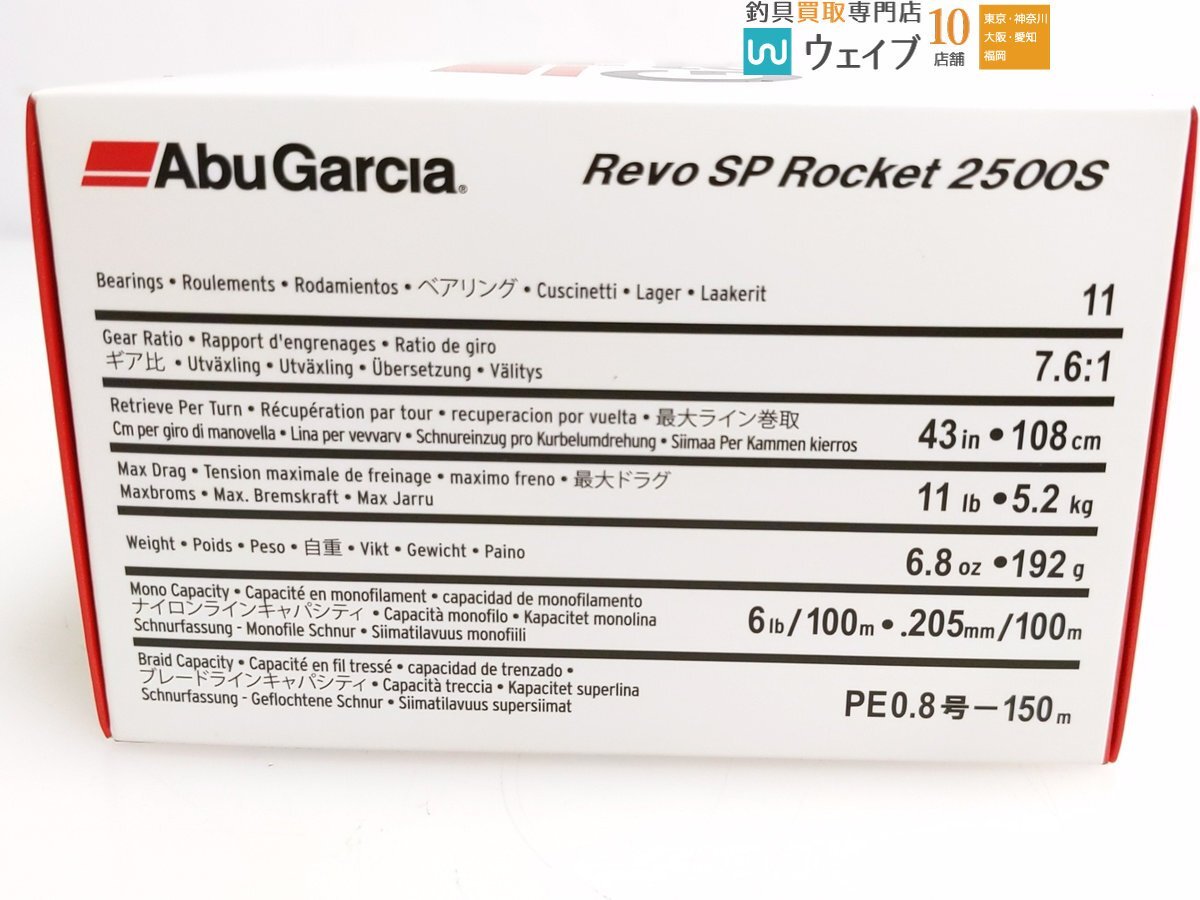 釣具買取専門店
ウェイブ
10
店舗
東京・神奈川
大阪・愛知
福岡
AbuGarcia®
Revo SP Rocket 2500S
Bearings • Roulements • Rodamientos • ベアリング • Cuscinetti • Lager • Laakerit
11
Gear Ratio • Rapport d'engrenages • Ratio de giro
ギア比 • Utväxling • Utväxling • Übersetzung • Välitys
7.6:1
Retrieve Per Turn • Récupération par tour • recuperacion por vuelta • 最大ライン巻取
Cm per giro di manovella • Lina per vevvarv • Schnureinzug pro Kurbelumdrehung • Siimaa Per Kammen kierros
43 in • 108 cm
Max Drag • Tension maximale de freinage • maximo freno • 最大ドラグ
Maxbroms • Max. Bremskraft • Max Jarru
11 lb • 5.2 kg
Weight • Poids • Peso • 自重 • Vikt • Gewicht • Paino
6.8 oz • 192 g
Mono Capacity • Capacité en monofilament • capacidad de monofilamento
ナイロンラインキャパシティ • Capacità monofilo • Kapacitet monolina
Schnurfassung - Monofile Schnur • Siimatilavuus monofiili
6 lb/100m • .205mm/100m
Braid Capacity • Capacité en fil tressé • capacidad de trenzado •
ブレードラインキャパシティ • Capacità treccia • Kapacitet superlina
Schnurfassung - Geflochtene Schnur • Siimatilavuus supersiimat
PE0.8号－150m